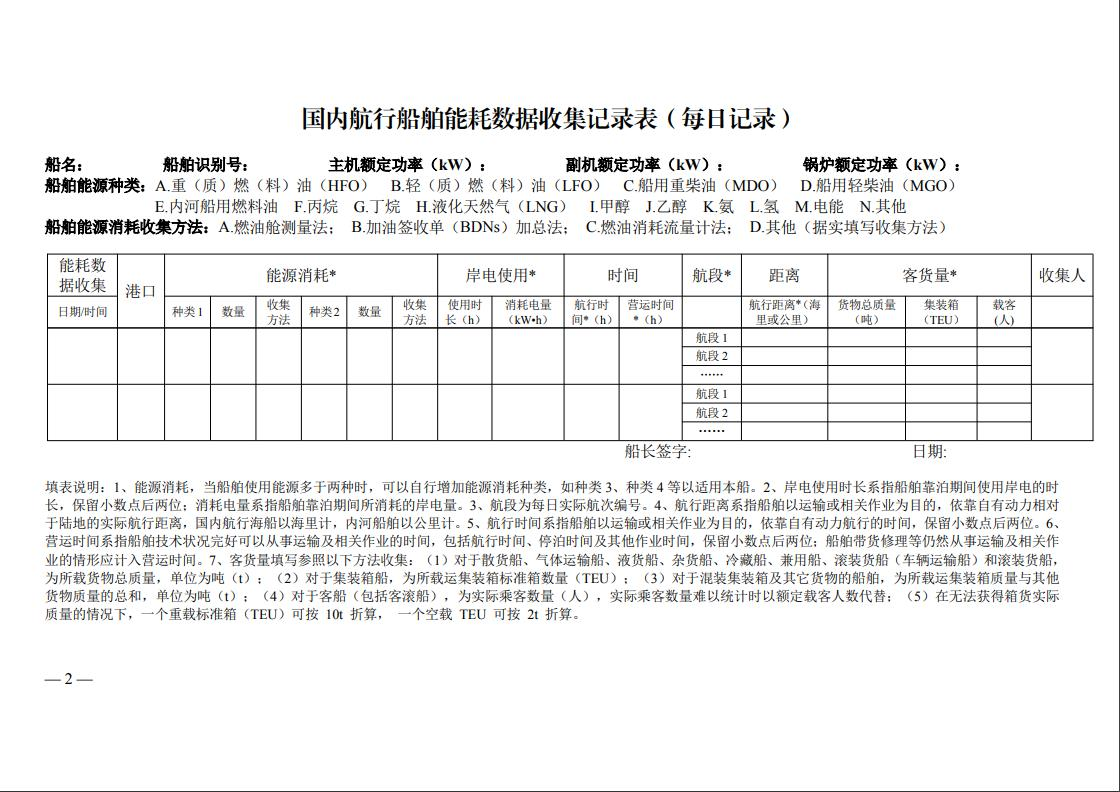 国内航行船舶能耗数据收集记录表（每日记录）
船名： 船舶识别号： 主机额定功率（kW）： 副机额定功率（kW）： 锅炉额定功率（kW）：
船舶能源种类：A.重（质）燃（料）油（HFO） B.轻（质）燃（料）油（LFO） C.船用重柴油（MDO） D.船用轻柴油（MGO）
E.内河船用燃料油 F.丙烷 G.丁烷 H.液化天然气（LNG） I.甲醇 J.乙醇 K.氨 L.氢 M.电能 N.其他
船舶能源消耗收集方法：A.燃油舱测量法； B.加油签收单（BDNs）加总法； C.燃油消耗流量计法； D.其他（据实填写收集方法）
能耗数据收集 港口 能源消耗* 岸电使用* 时间 航段* 距离 客货量* 收集人
日期/时间 种类1 数量 收集方法 种类2 数量 收集方法 使用时长（h） 消耗电量（kW•h） 航行时间*（h） 营运时间*（h） 航行距离*（海里或公里） 货物总质量（吨） 集装箱（TEU） 载客（人）
航段 1
航段 2
……
航段 1
航段 2
……
船长签字: 日期:
填表说明：1、能源消耗，当船舶使用能源多于两种时，可以自行增加能源消耗种类，如种类 3、种类 4 等以适用本船。2、岸电使用时长系指船舶靠泊期间使用岸电的时
长，保留小数点后两位；消耗电量系指船舶靠泊期间所消耗的岸电量。3、航段为每日实际航次编号。4、航行距离系指船舶以运输或相关作业为目的，依靠自有动力相对
于陆地的实际航行距离，国内航行海船以海里计，内河船舶以公里计。5、航行时间系指船舶以运输或相关作业为目的，依靠自有动力航行的时间，保留小数点后两位。6、
营运时间系指船舶技术状况完好可以从事运输及相关作业的时间，包括航行时间、停泊时间及其他作业时间，保留小数点后两位；船舶带货修理等仍然从事运输及相关作
业的情形应计入营运时间。7、客货量填写参照以下方法收集：（1）对于散货船、气体运输船、液货船、杂货船、冷藏船、兼用船、滚装货船（车辆运输船）和滚装货船，
为所载货物总质量，单位为吨（t）；（2）对于集装箱船，为所载运集装箱标准箱数量（TEU）；（3）对于混装集装箱及其它货物的船舶，为所载运集装箱质量与其他
货物质量的总和，单位为吨（t）；（4）对于客船（包括客滚船），为实际乘客数量（人），实际乘客数量难以统计时以额定载客人数代替；（5）在无法获得箱货实际
质量的情况下，一个重载标准箱（TEU）可按 10t 折算， 一个空载 TEU 可按 2t 折算。
— 2 —